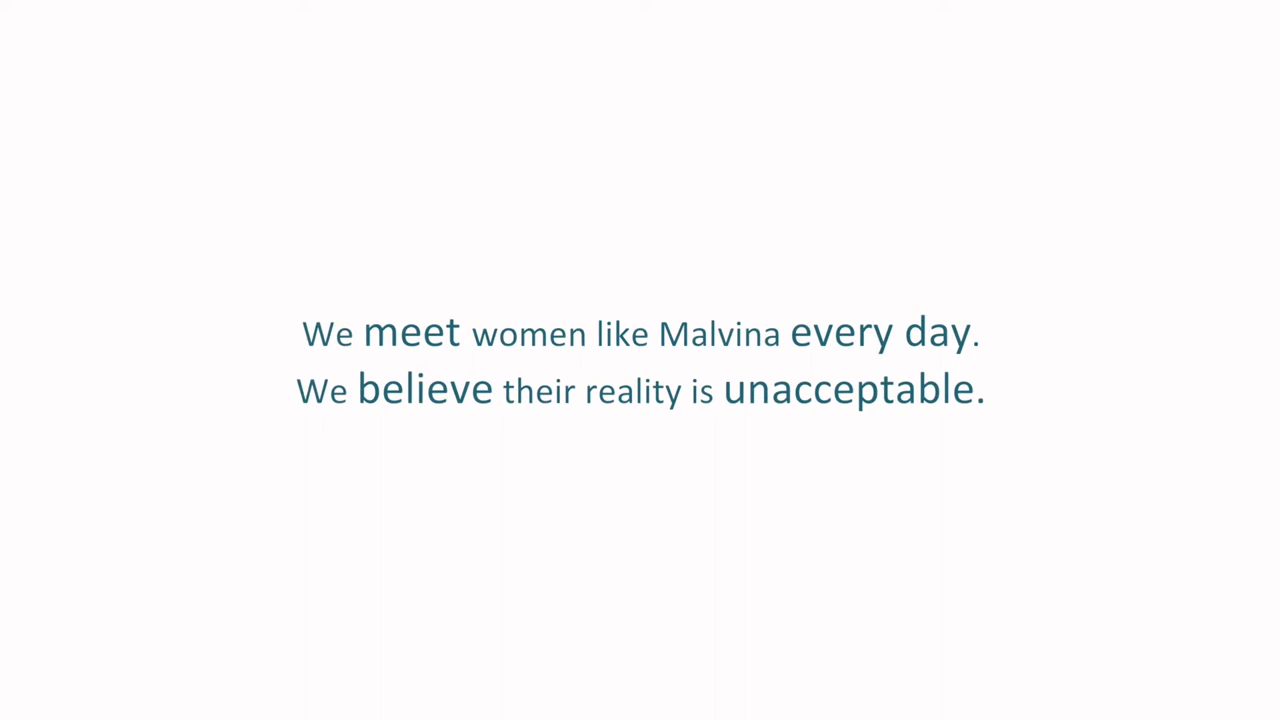 We meet women like Malvina every day.
We believe their reality is unacceptable.